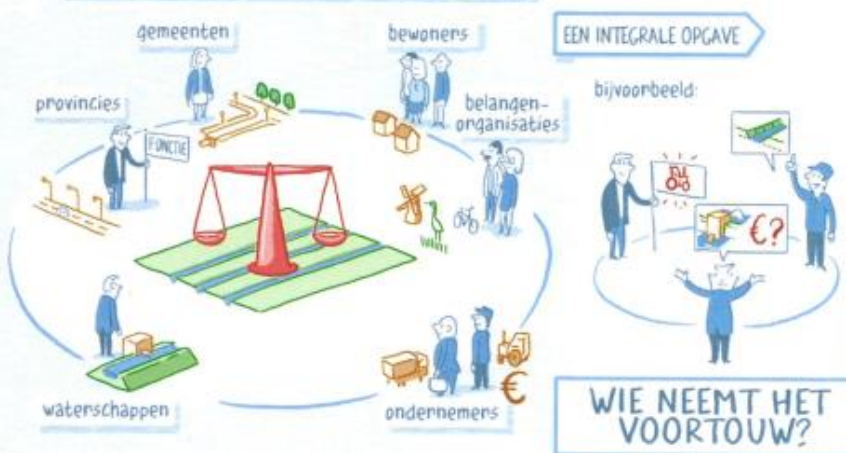 gemeenten
bewoners
EEN INTEGRALE OPGAVE
provincies
FUNCTIE
belangen-
organisaties
bijvoorbeeld:
€?
waterschappen
ondernemers
€
WIE NEEMT HET
VOORTOUW?